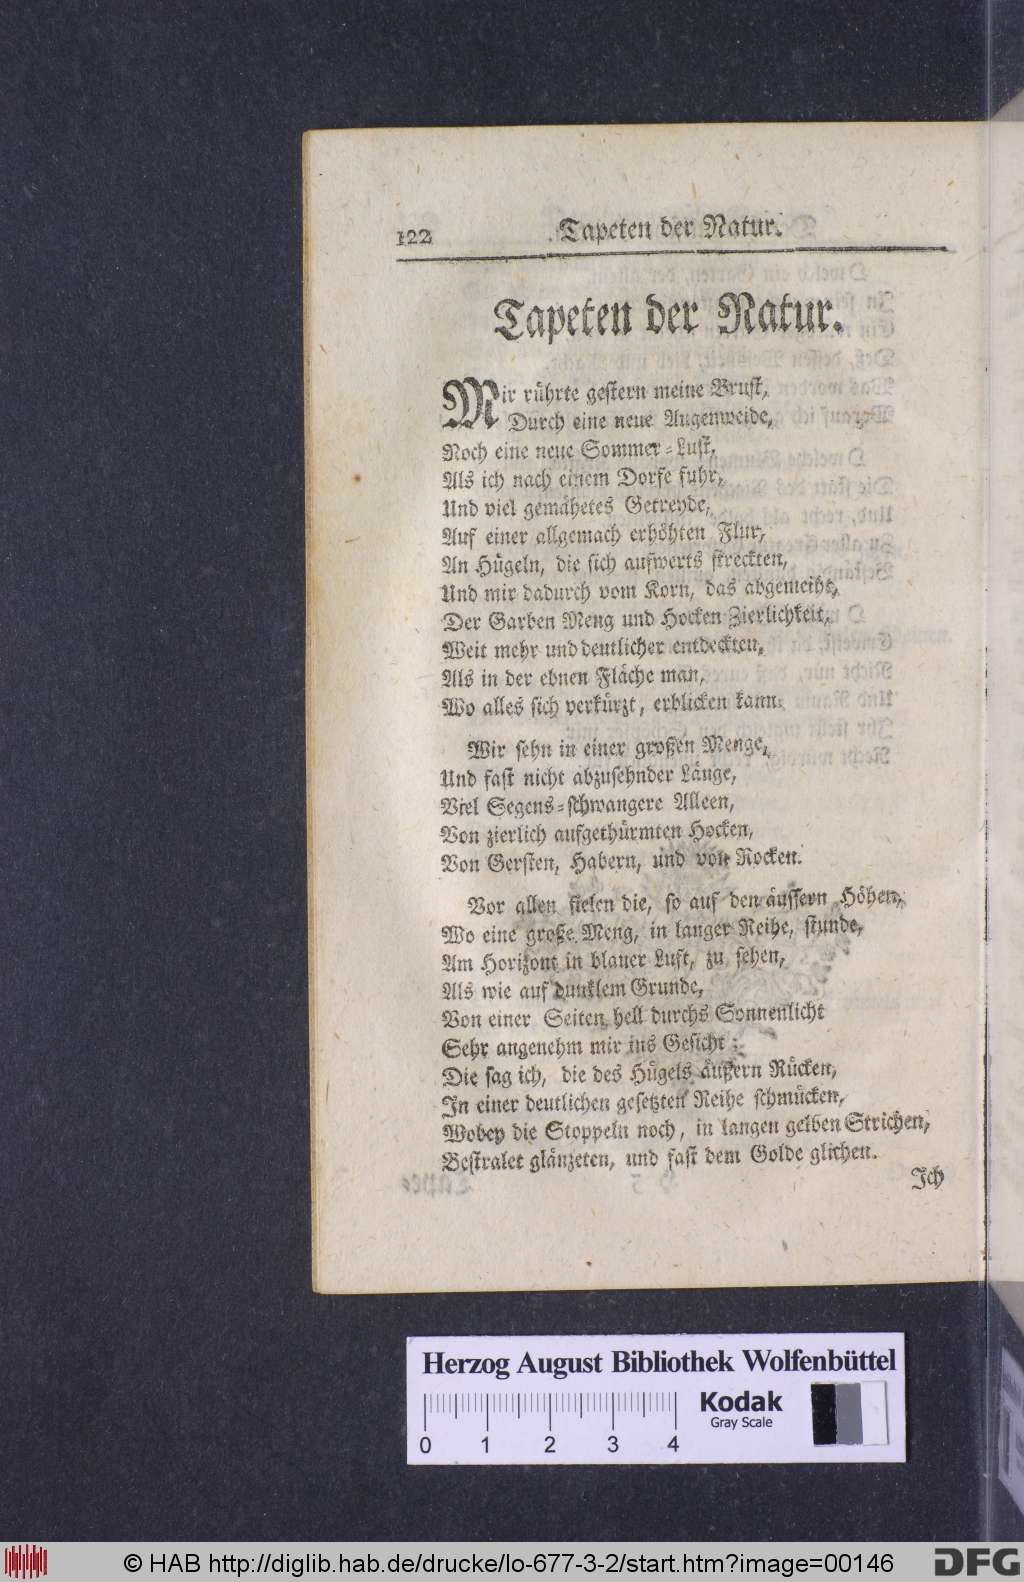 122
Tapeten der Natur.
Tapeten der Natur.
Mir rührte gestern meine Brust,
Durch eine neue Augenweide,
Noch eine neue Sommer-Lust,
Als ich nach einem Dorfe fuhr,
Und viel gemähetes Getreyde,
Auf einer allgemach erhöhten Flur,
An Hügeln, die sich aufwerts streckten,
Und mir dadurch vom Korn, das abgemeiht,
Der Garben Meng und Hocken Zierlichkeit,
Weit mehr und deutlicher entdeckten,
Als in der ebnen Fläche man,
Wo alles sich verkürzt, erblicken kann.
Wir sehn in einer großen Menge,
Und fast nicht abzusehnder Länge,
Viel Segens-schwangere Alleen,
Von zierlich aufgethürmten Hocken,
Von Gersten, Habern, und von Rocken.
Vor allen fielen die, so auf den äussern Höhen,
Wo eine große Meng, in langer Reihe, stunde,
Am Horizont in blauer Luft, zu sehen,
Als wie auf dunklem Grunde,
Von einer Seiten hell durchs Sonnenlicht
Sehr angenehm mir ins Gesicht:
Die sag ich, die des Hügels äußern Rücken,
In einer deutlichen gesetzten Reihe schmücken,
Wobey die Stoppeln noch, in langen gelben Strichen,
Bestralet glänzeten, und fast dem Golde glichen.
Ich
Herzog August Bibliothek Wolfenbüttel
0 1 2 3 4
Kodak
Gray Scale
© HAB http://diglib.hab.de/drucke/lo-677-3-2/start.htm?image=00146
DFG